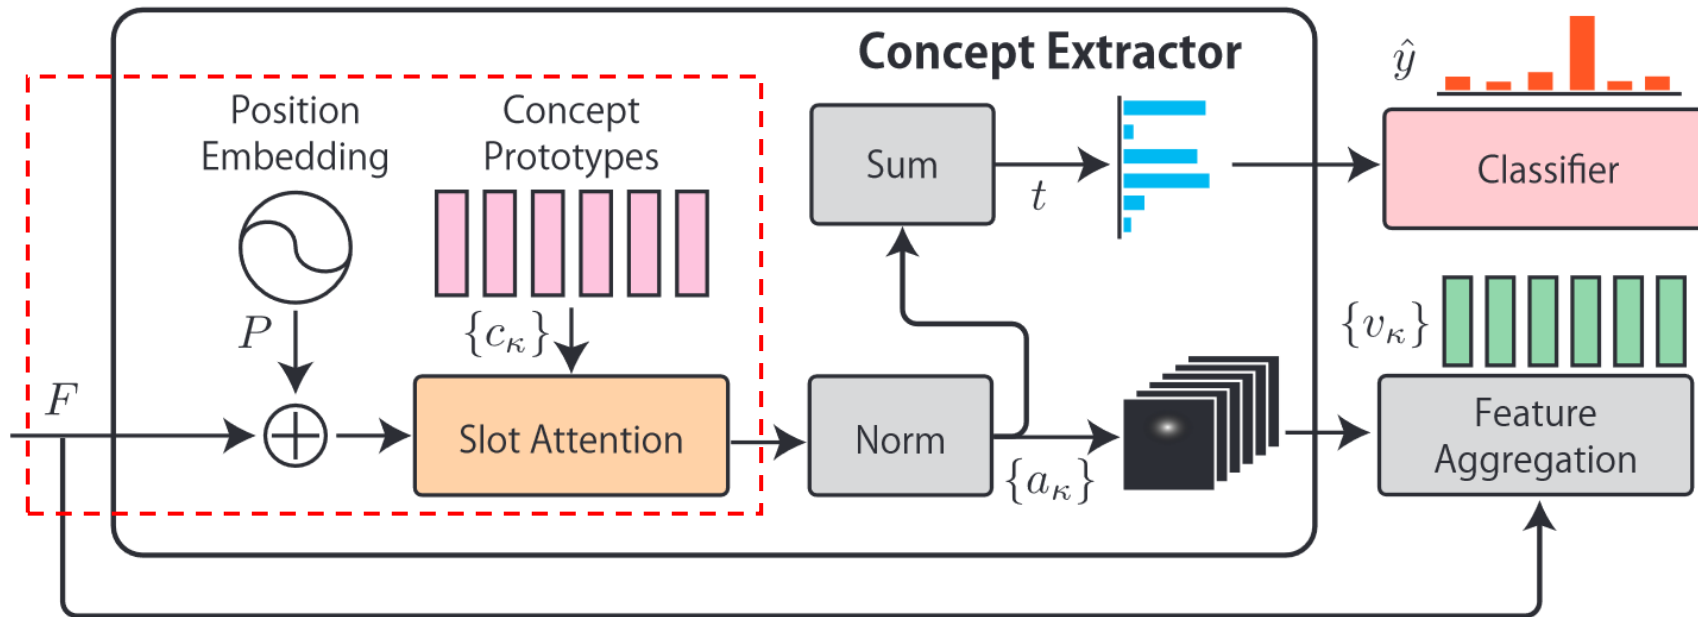 Concept Extractor
Position
Embedding
Concept
Prototypes
P
{c_κ}
F
Slot Attention
Norm
{a_κ}
Sum
t
ŷ
Classifier
{v_κ}
Feature
Aggregation